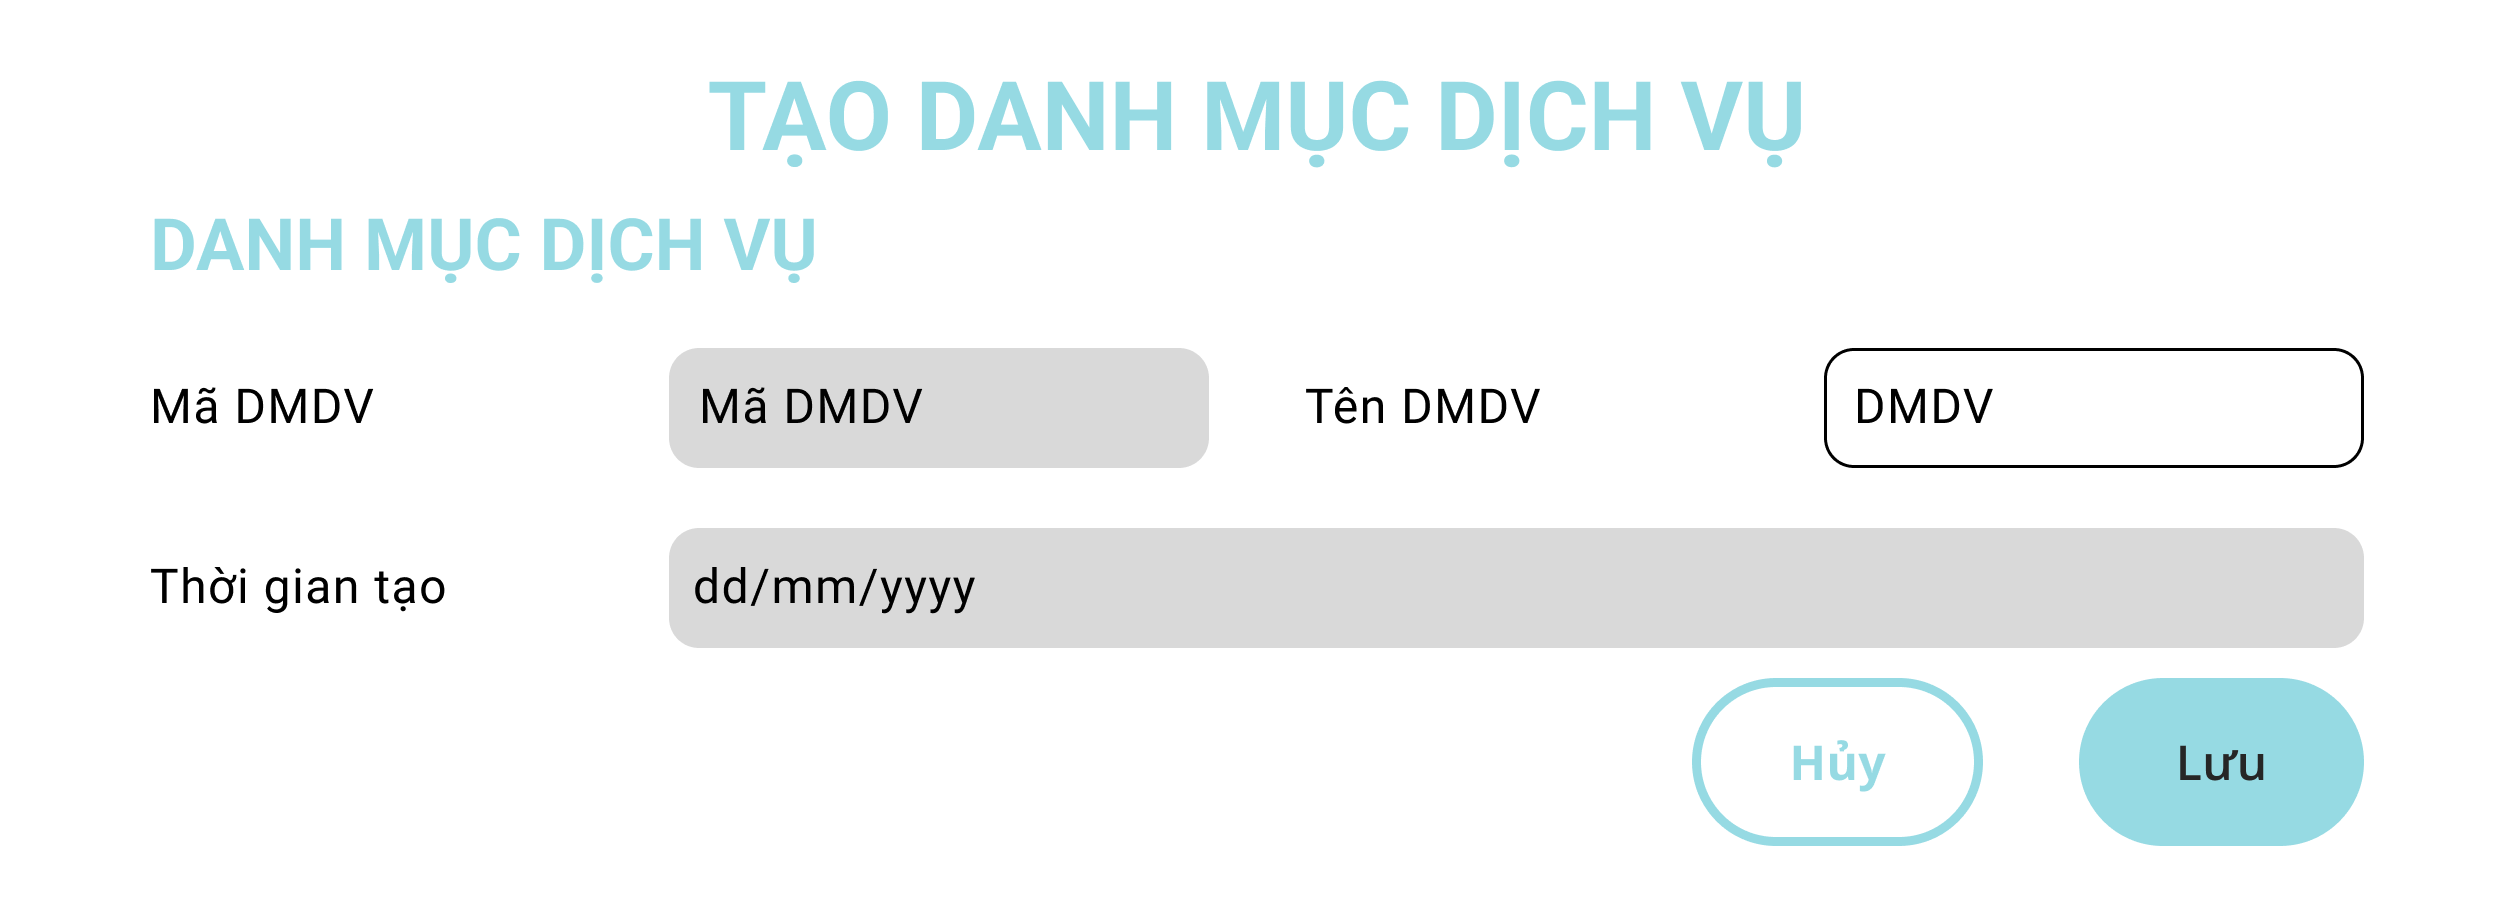 TẠO DANH MỤC DỊCH VỤ
DANH MỤC DỊCH VỤ
Mã DMDV Mã DMDV Tên DMDV DMDV
Thời gian tạo dd/mm/yyyy
Hủy Lưu